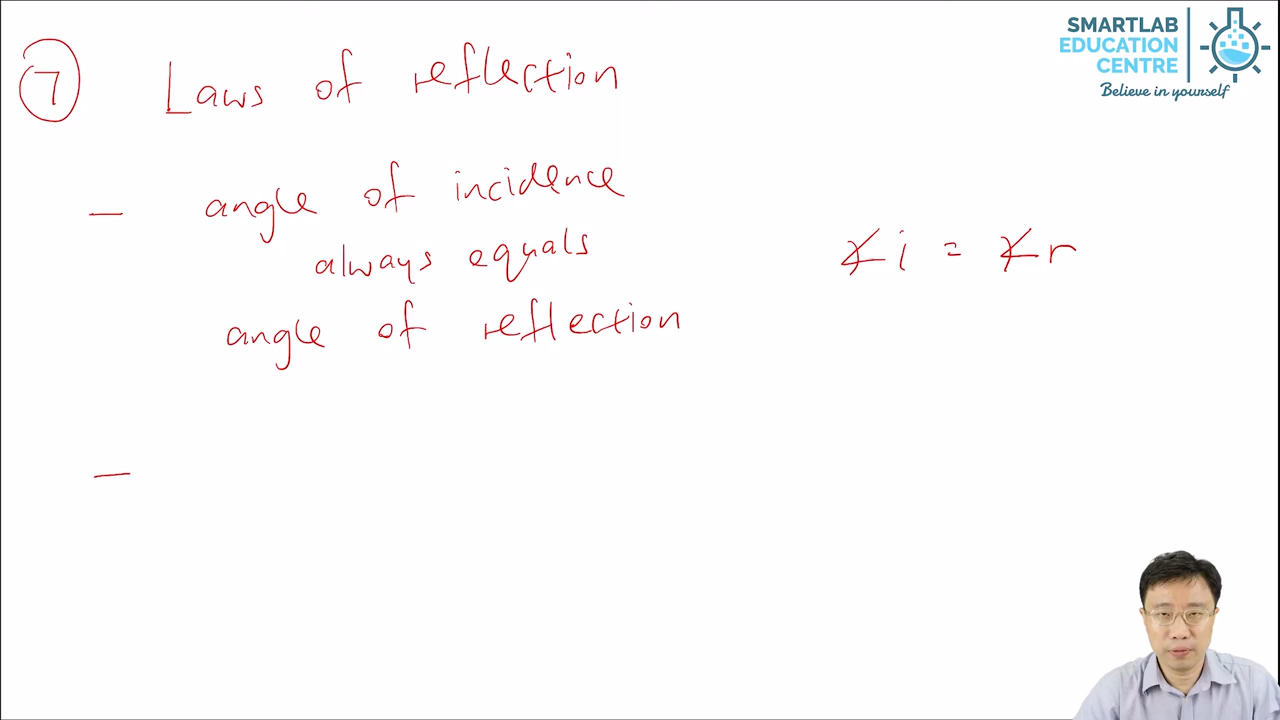 SMARTLAB
EDUCATION
CENTRE
Believe in yourself
7 Laws of reflection
— angle of incidence
always equals
angle of reflection
∡i = ∡r
—